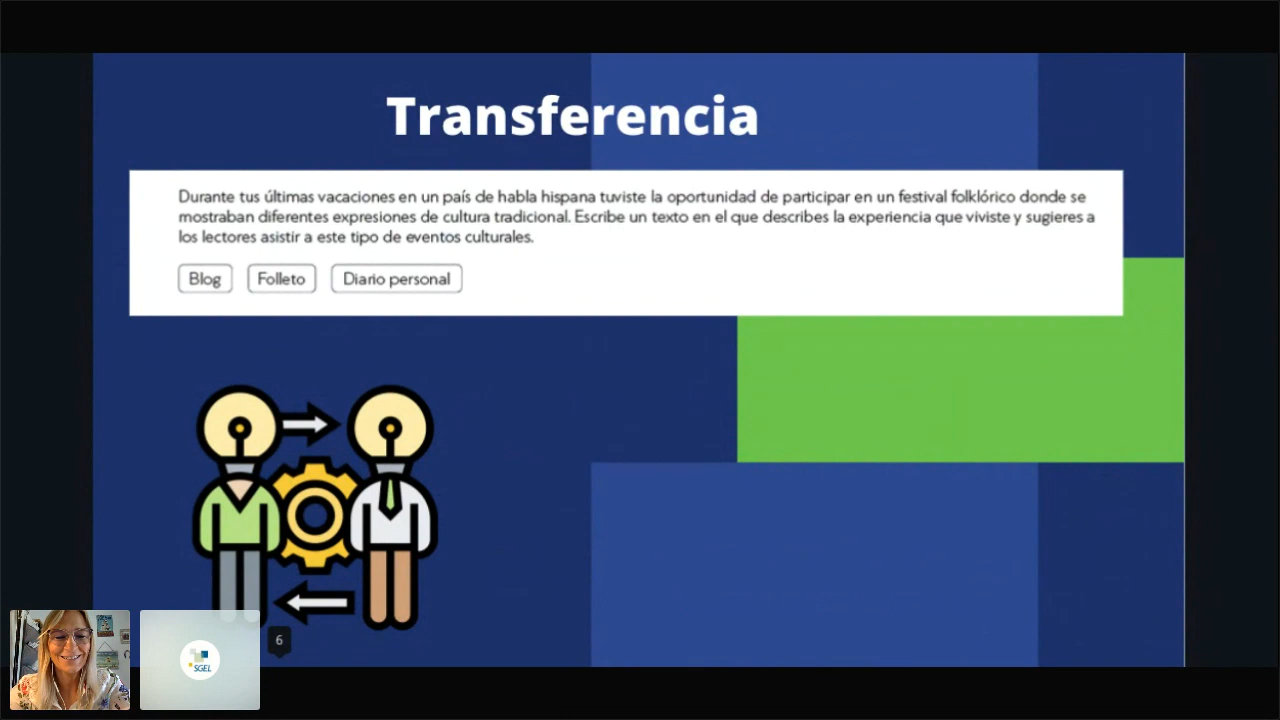 Transferencia
Durante tus últimas vacaciones en un país de habla hispana tuviste la oportunidad de participar en un festival folklórico donde se
mostraban diferentes expresiones de cultura tradicional. Escribe un texto en el que describes la experiencia que viviste y sugieres a
los lectores asistir a este tipo de eventos culturales.
Blog Folleto Diario personal
6
SGEL